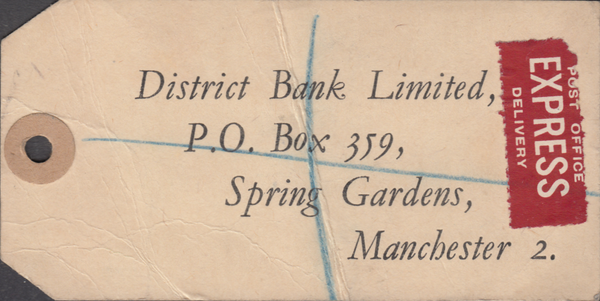 District Bank Limited,
P.O. Box 359,
Spring Gardens,
Manchester 2.
POST OFFICE
EXPRESS
DELIVERY